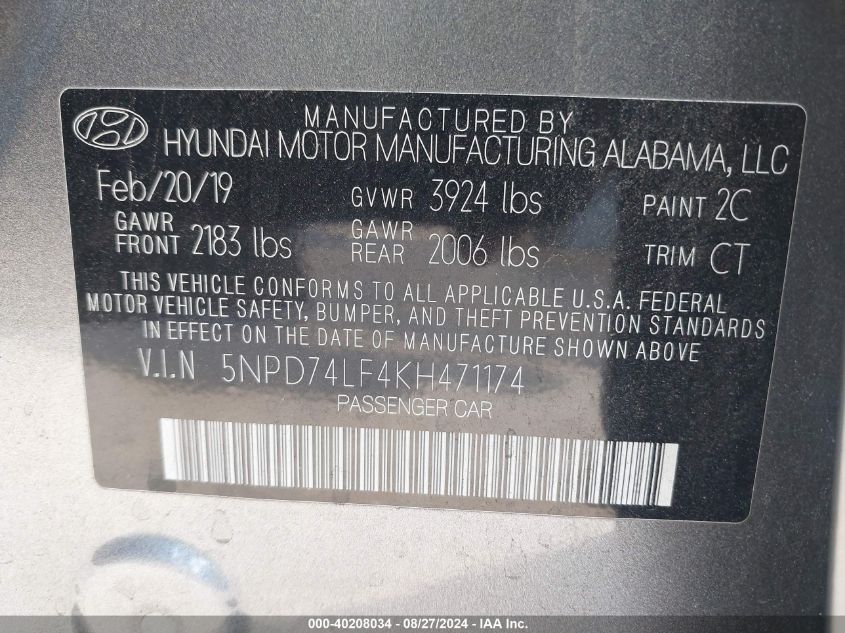 MANUFACTURED BY
HYUNDAI MOTOR MANUFACTURING ALABAMA, LLC
Feb/20/19 GVWR 3924 lbs PAINT 2C
GAWR FRONT 2183 lbs GAWR REAR 2006 lbs TRIM CT
THIS VEHICLE CONFORMS TO ALL APPLICABLE U.S.A. FEDERAL
MOTOR VEHICLE SAFETY, BUMPER, AND THEFT PREVENTION STANDARDS
IN EFFECT ON THE DATE OF MANUFACTURE SHOWN ABOVE
V.I.N 5NPD74LF4KH471174
PASSENGER CAR
000-40208034 - 08/27/2024 - Copyright IAA, Inc.